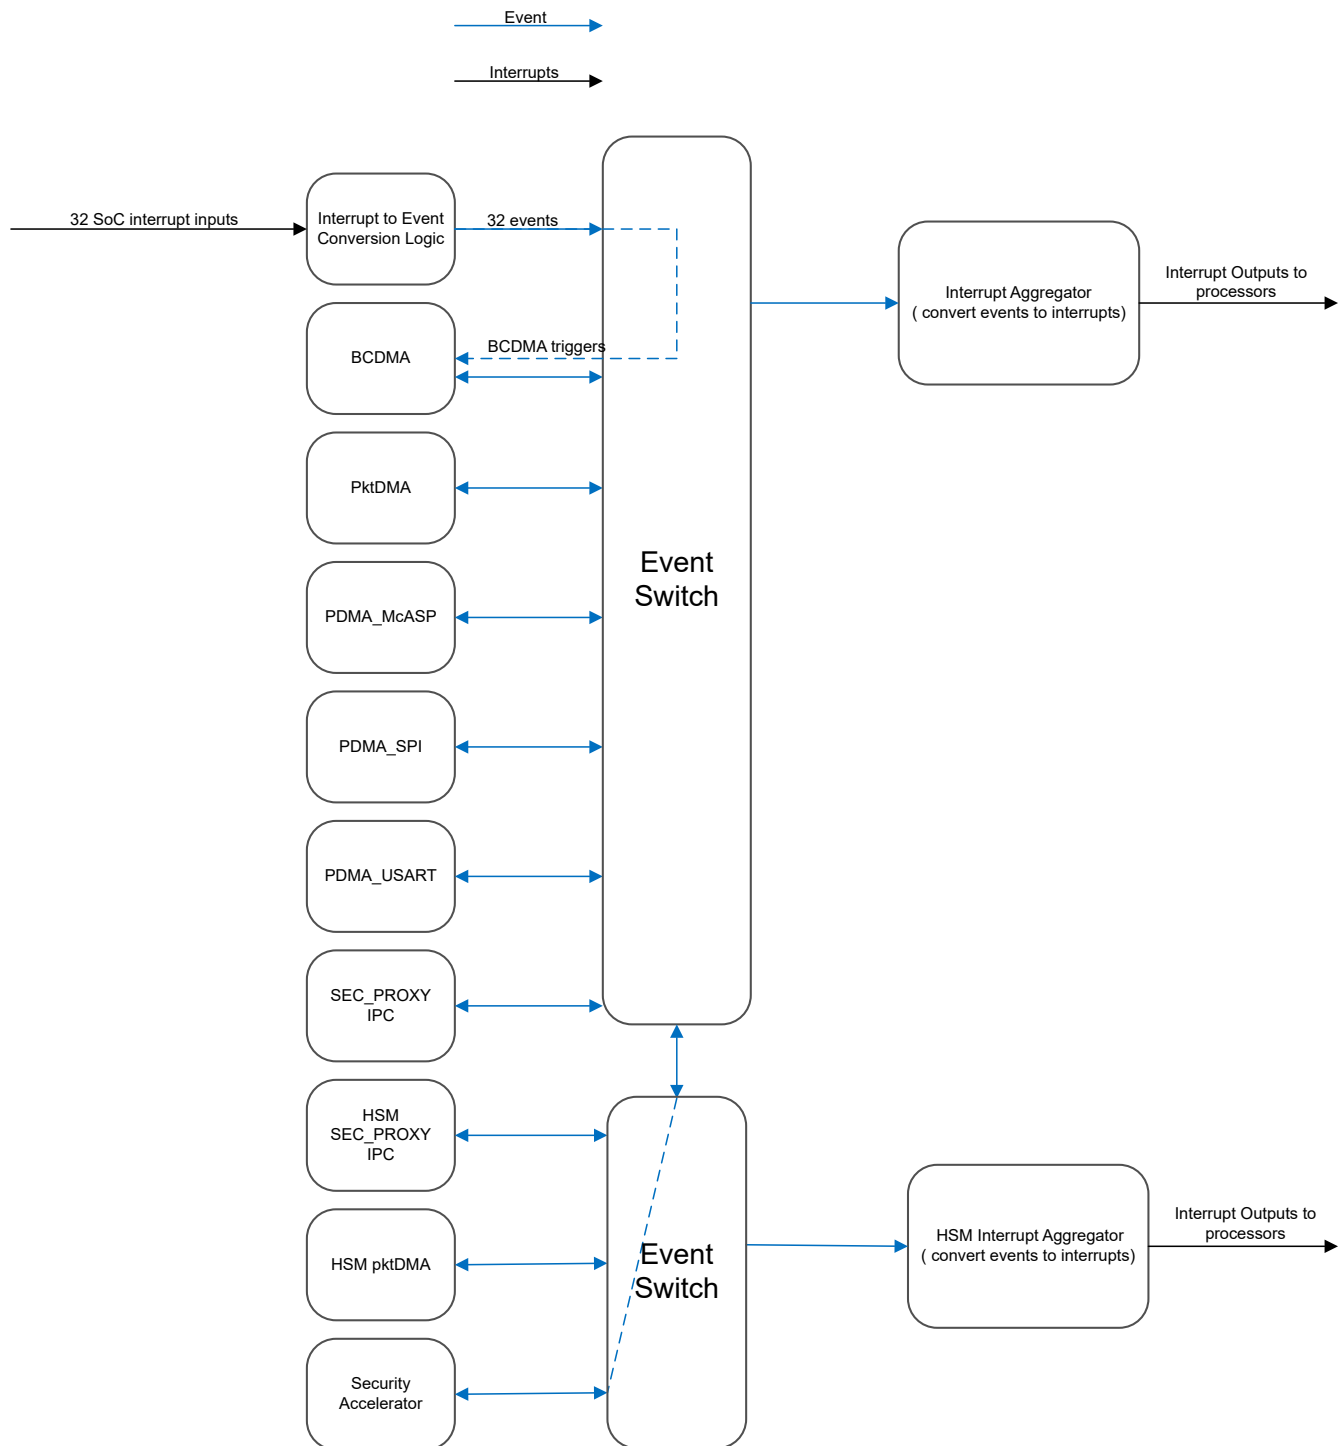 Event
Interrupts
32 SoC interrupt inputs
Interrupt to Event
Conversion Logic
32 events
BCDMA
BCDMA triggers
PktDMA
PDMA_McASP
PDMA_SPI
PDMA_USART
SEC_PROXY
IPC
Event
Switch
Interrupt Aggregator
( convert events to interrupts)
Interrupt Outputs to
processors
HSM
SEC_PROXY
IPC
HSM pktDMA
Security
Accelerator
Event
Switch
HSM Interrupt Aggregator
( convert events to interrupts)
Interrupt Outputs to
processors